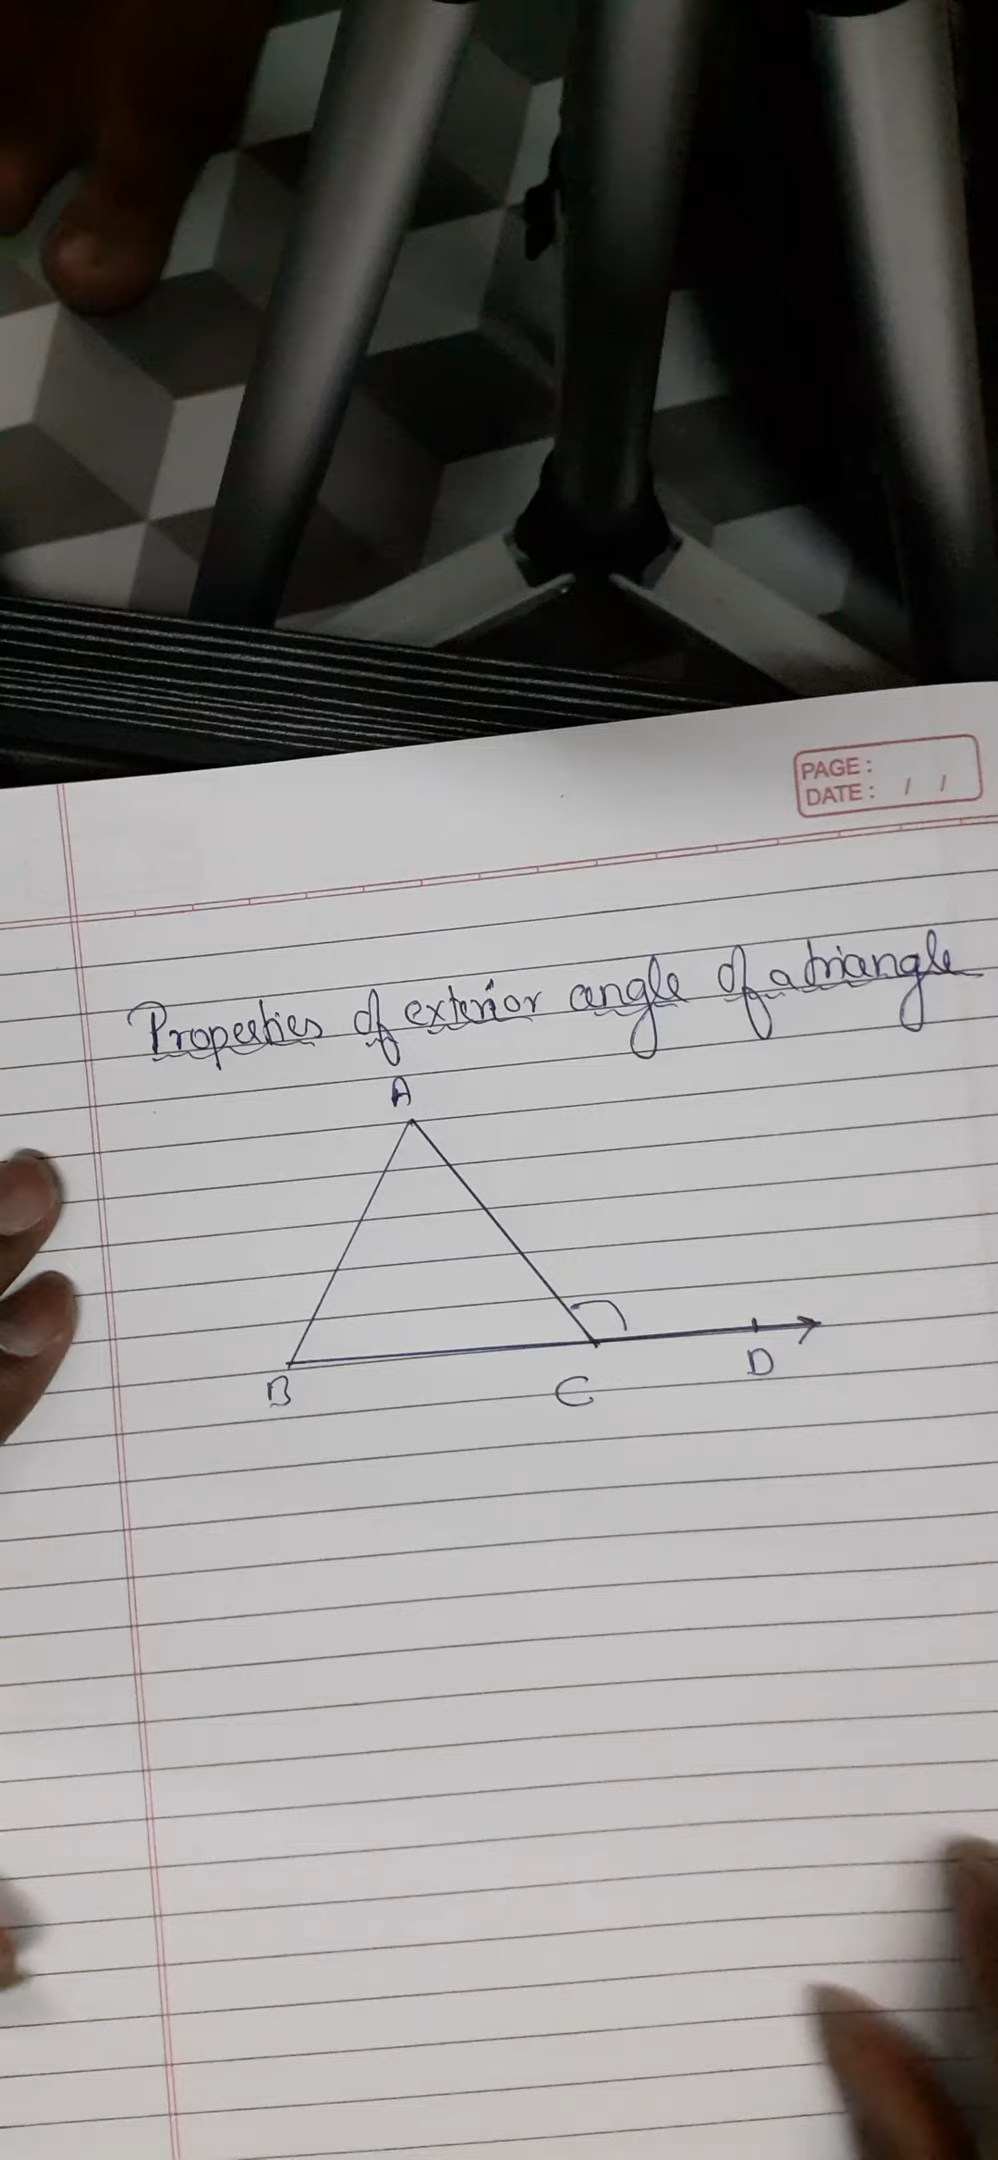 PAGE:
DATE: / /
Properties of exterior angle of a triangle
A
B
C
D